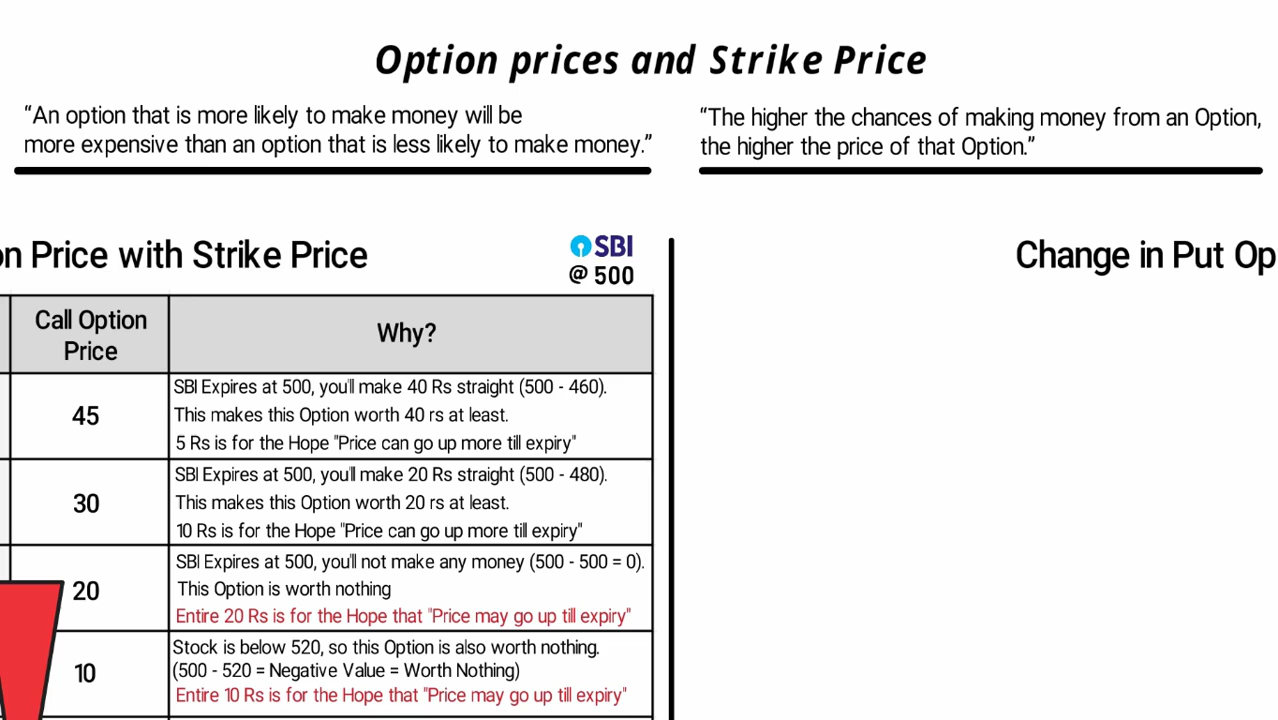 Option prices and Strike Price
“An option that is more likely to make money will be
more expensive than an option that is less likely to make money.”
“The higher the chances of making money from an Option,
the higher the price of that Option.”
on Price with Strike Price
SBI
@ 500
Change in Put Op
Call Option
Price
Why?
45
SBI Expires at 500, you'll make 40 Rs straight (500 - 460).
This makes this Option worth 40 rs at least.
5 Rs is for the Hope "Price can go up more till expiry"
30
SBI Expires at 500, you'll make 20 Rs straight (500 - 480).
This makes this Option worth 20 rs at least.
10 Rs is for the Hope "Price can go up more till expiry"
20
SBI Expires at 500, you'll not make any money (500 - 500 = 0).
This Option is worth nothing
Entire 20 Rs is for the Hope that "Price may go up till expiry"
10
Stock is below 520, so this Option is also worth nothing.
(500 - 520 = Negative Value = Worth Nothing)
Entire 10 Rs is for the Hope that "Price may go up till expiry"